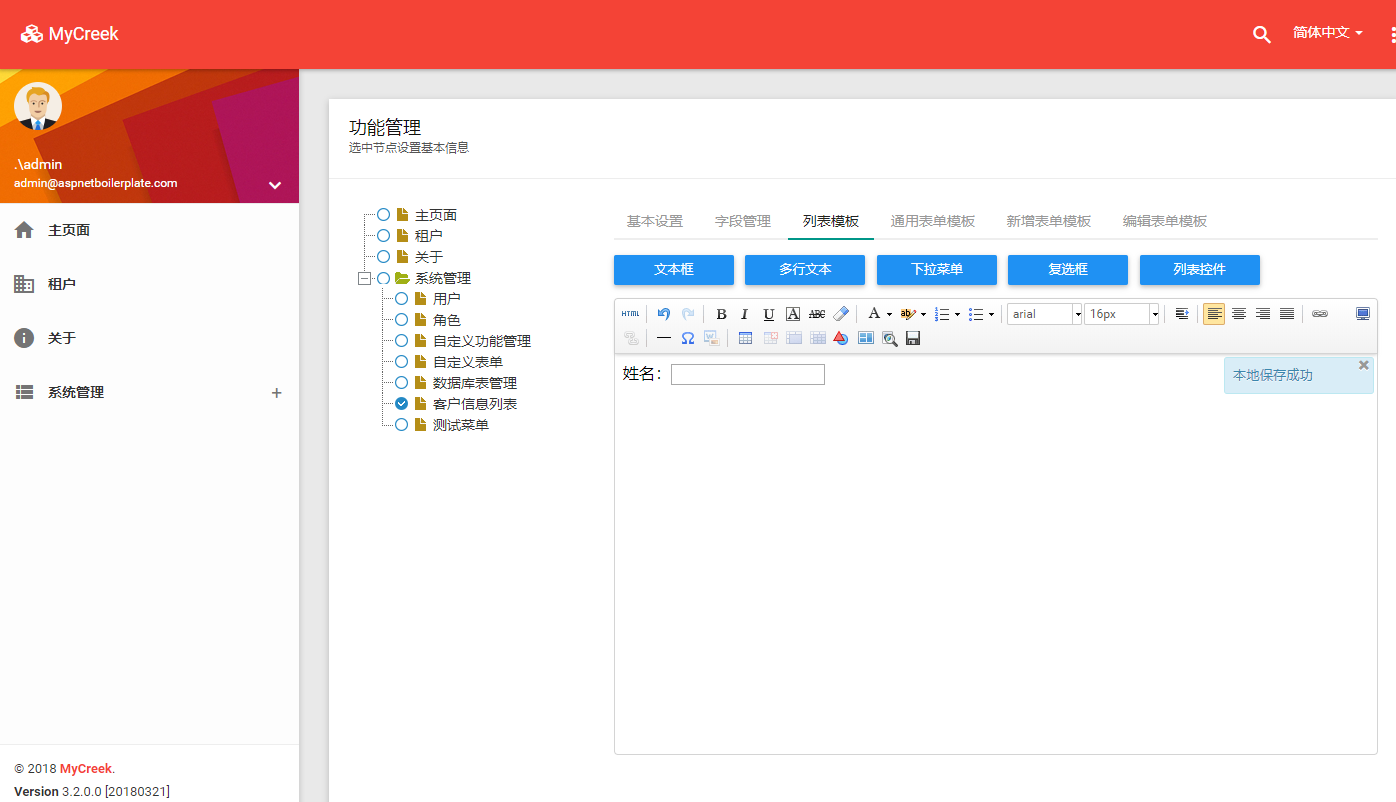 MyCreek
简体中文
.\admin
admin@aspnetboilerplate.com
主页面
租户
关于
系统管理
© 2018 MyCreek.
Version 3.2.0.0 [20180321]
功能管理
选中节点设置基本信息
主页面
租户
关于
系统管理
用户
角色
自定义功能管理
自定义表单
数据库表管理
客户信息列表
测试菜单
基本设置 字段管理 列表模板 通用表单模板 新增表单模板 编辑表单模板
文本框 多行文本 下拉菜单 复选框 列表控件
HTML B I U A ABC A ab arial 16px
姓名：
本地保存成功